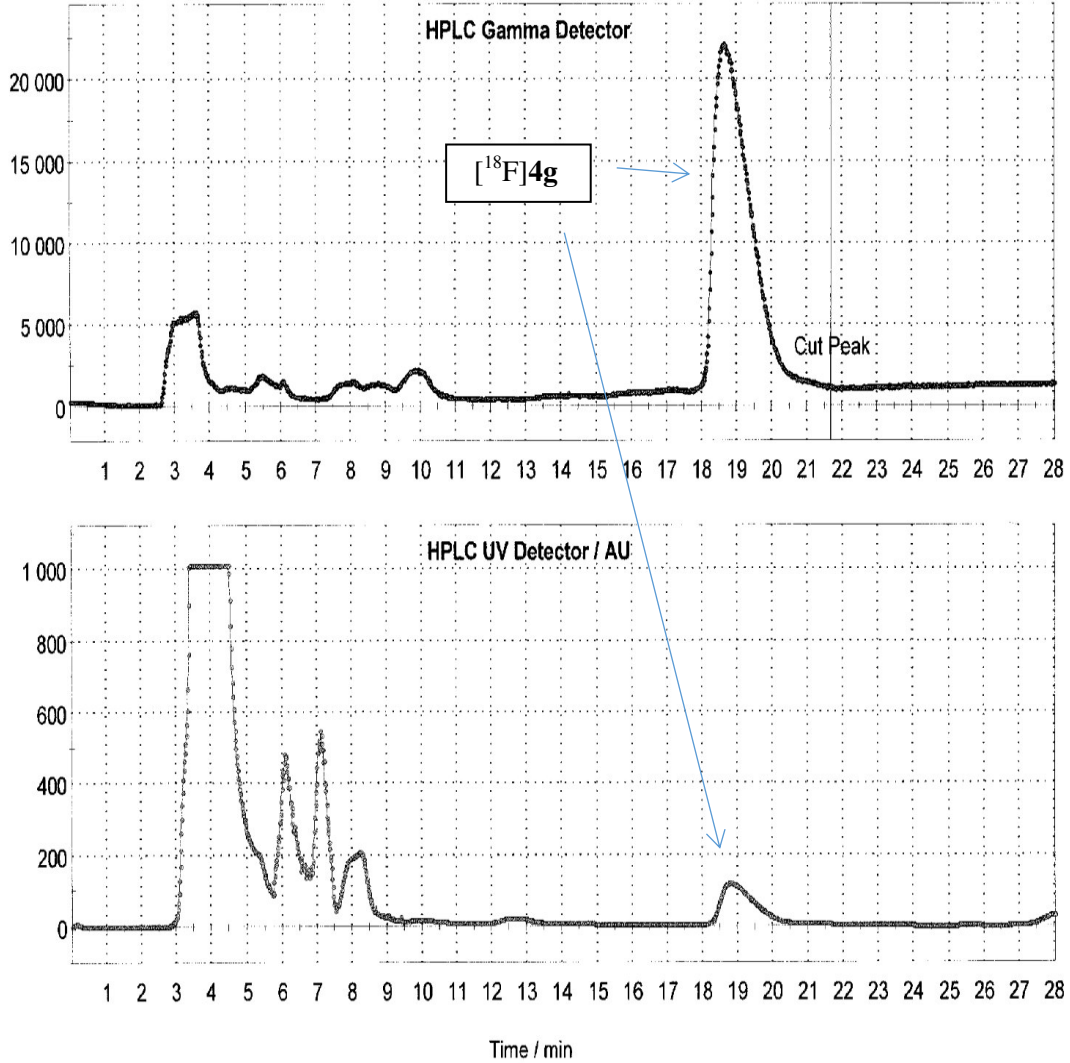 HPLC Gamma Detector
20 000
15 000
10 000
5 000
0
[¹⁸F]4g
Cut Peak
1 2 3 4 5 6 7 8 9 10 11 12 13 14 15 16 17 18 19 20 21 22 23 24 25 26 27 28
HPLC UV Detector / AU
1 000
800
600
400
200
0
1 2 3 4 5 6 7 8 9 10 11 12 13 14 15 16 17 18 19 20 21 22 23 24 25 26 27 28
Time / min